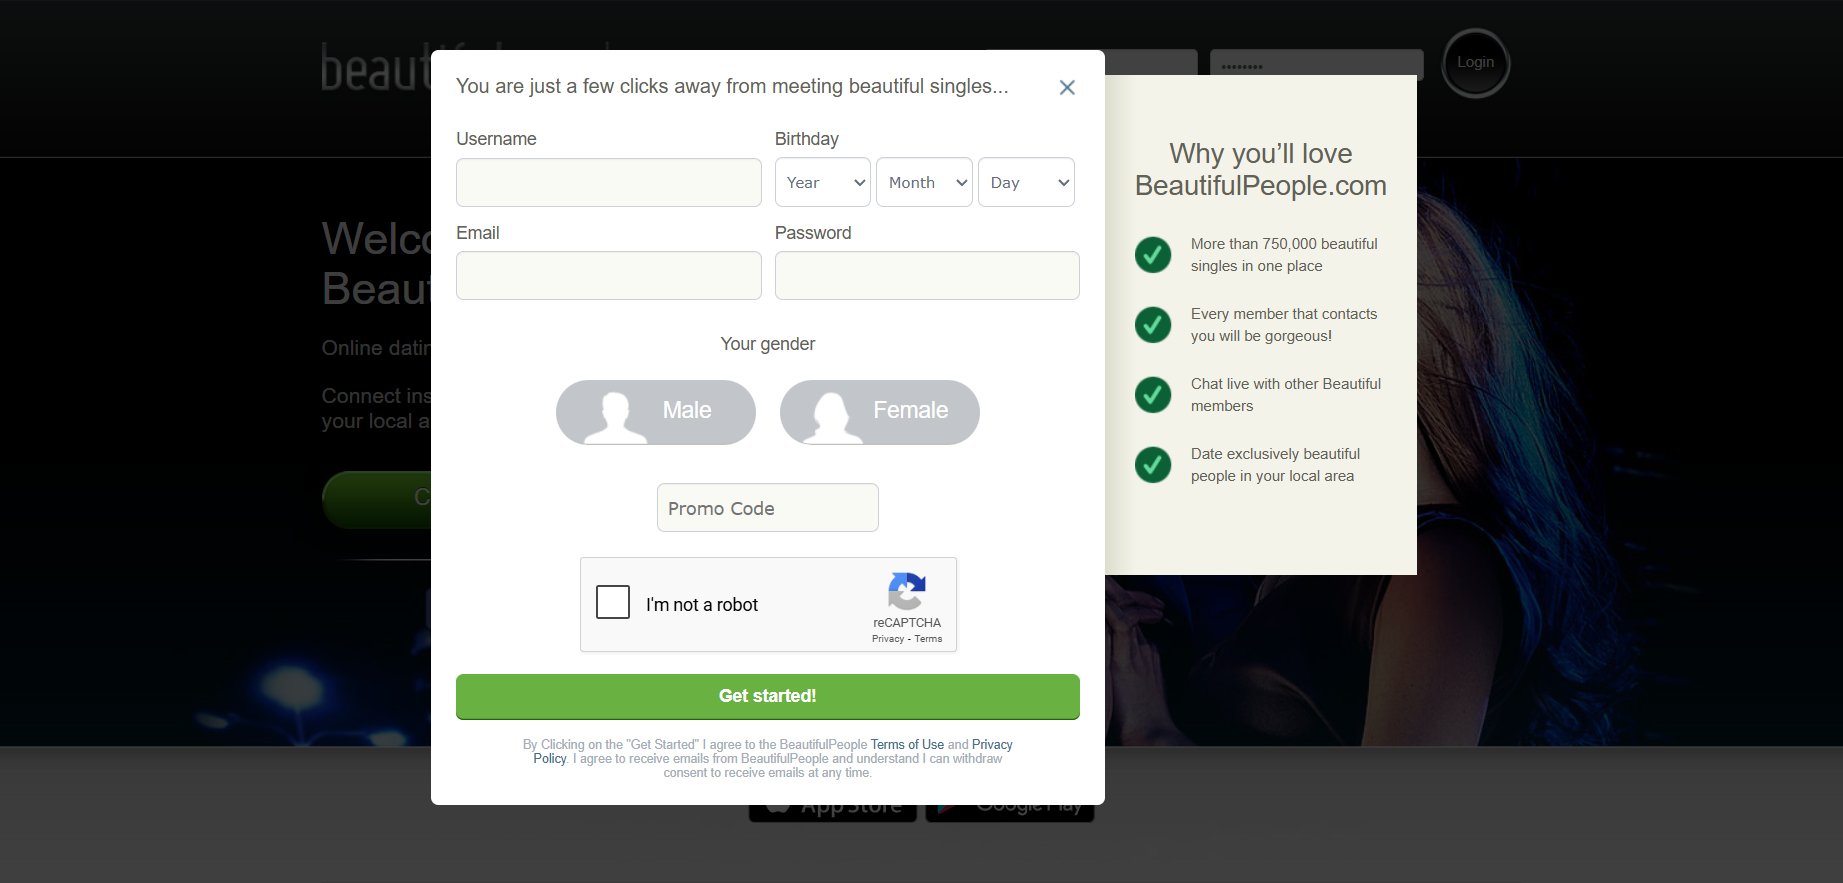 You are just a few clicks away from meeting beautiful singles...
Username
Birthday
Year
Month
Day
Email
Password
Your gender
Male
Female
Promo Code
I'm not a robot
reCAPTCHA
Privacy - Terms
Get started!
By Clicking on the "Get Started" I agree to the BeautifulPeople Terms of Use and Privacy
Policy. I agree to receive emails from BeautifulPeople and understand I can withdraw
consent to receive emails at any time.
Login
Why you’ll love
BeautifulPeople.com
More than 750,000 beautiful
singles in one place
Every member that contacts
you will be gorgeous!
Chat live with other Beautiful
members
Date exclusively beautiful
people in your local area
Online
Connect
your local
App Store
Google Play